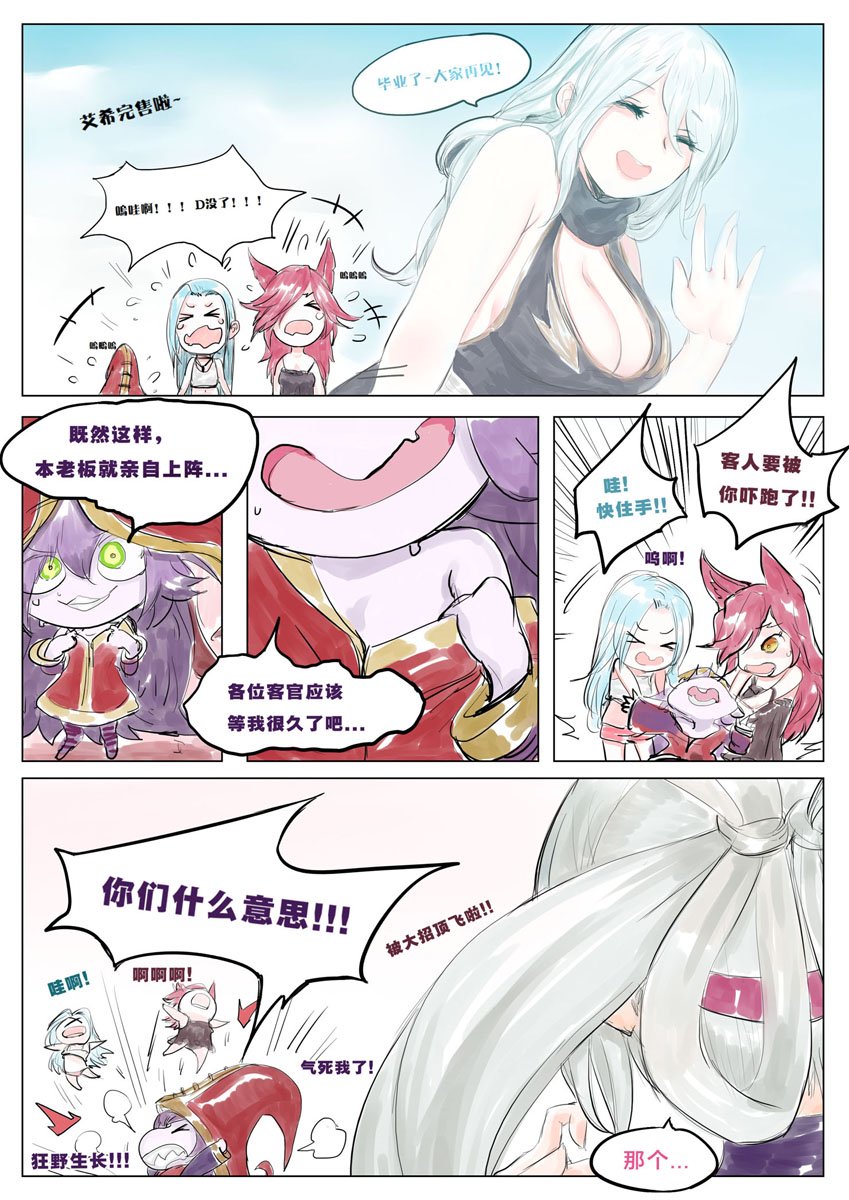 毕业了~大家再见!
艾希完售啦~
呜哇啊!!! D没了!!!
呜呜呜
呜呜呜
既然这样，
本老板就亲自上阵...
各位客官应该
等我很久了吧...
哇!
快住手!!
客人要被
你吓跑了!!
呜啊!
你们什么意思!!!
被大招顶飞啦!!
哇啊!
啊啊啊!
气死我了!
狂野生长!!!
那个...